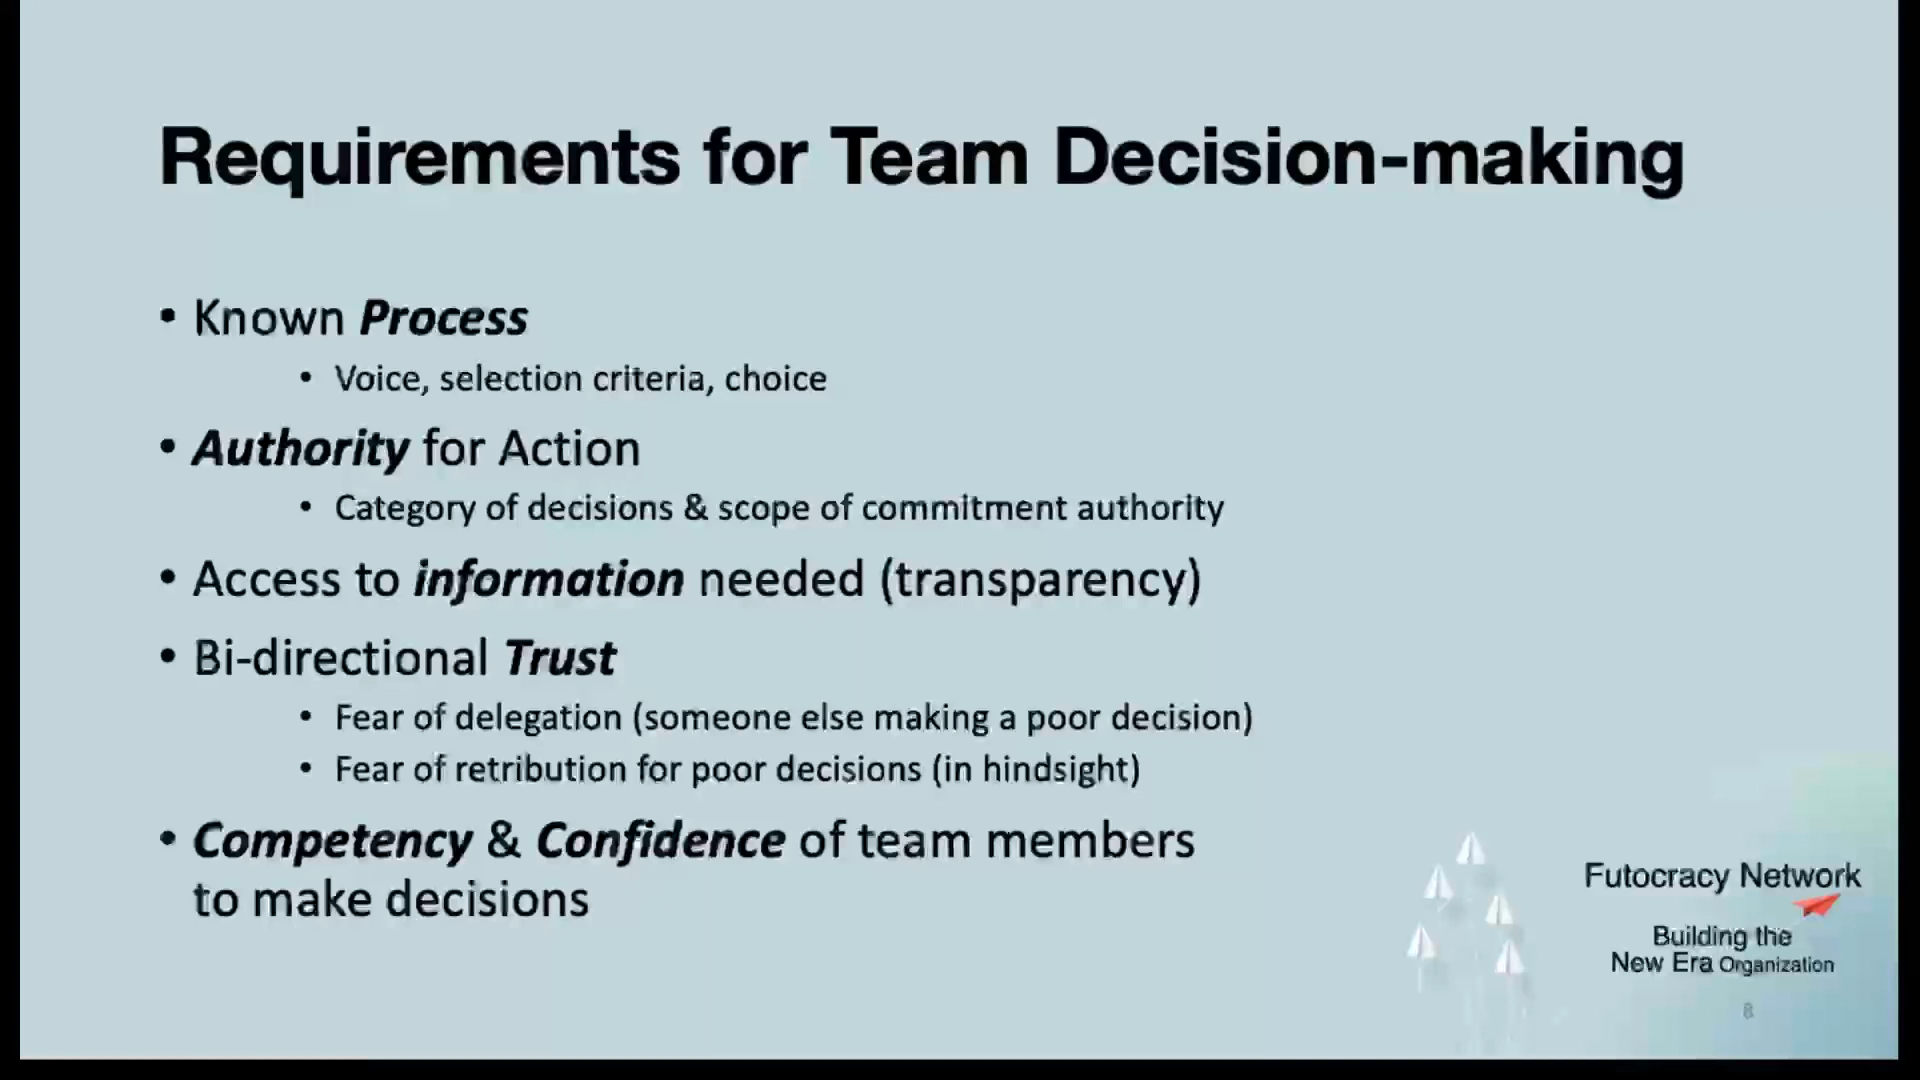 Requirements for Team Decision-making
• Known Process
• Voice, selection criteria, choice
• Authority for Action
• Category of decisions & scope of commitment authority
• Access to information needed (transparency)
• Bi-directional Trust
• Fear of delegation (someone else making a poor decision)
• Fear of retribution for poor decisions (in hindsight)
• Competency & Confidence of team members
to make decisions
Futocracy Network
Building the
New Era Organization
8